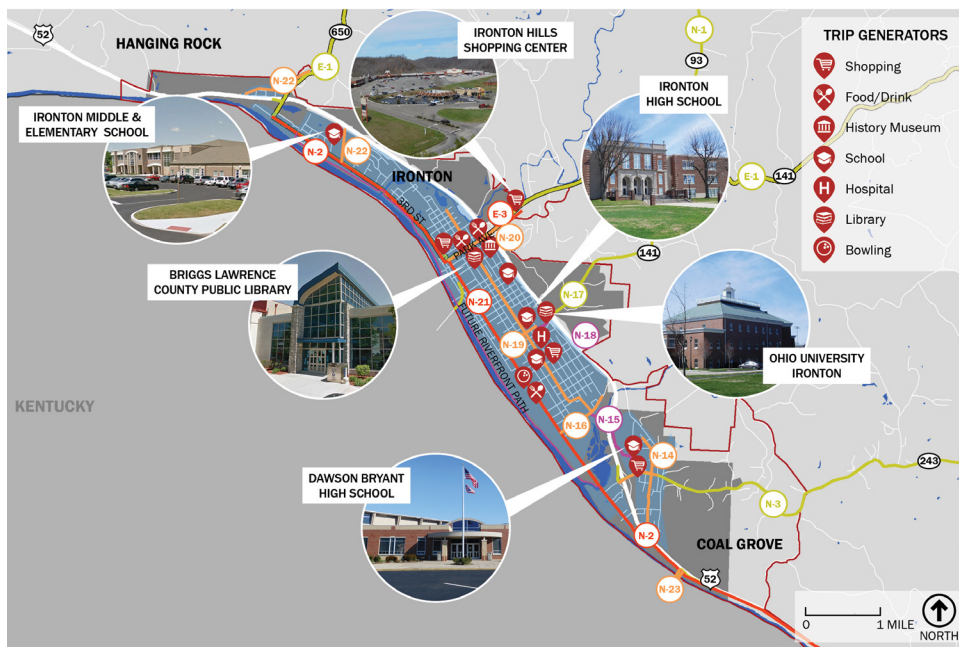 52
HANGING ROCK
650
E-1
N-22
IRONTON HILLS
SHOPPING CENTER
N-1
93
TRIP GENERATORS
Shopping
Food/Drink
History Museum
School
Hospital
Library
Bowling
IRONTON
HIGH SCHOOL
IRONTON MIDDLE &
ELEMENTARY SCHOOL
N-2
N-22
IRONTON
E-1
141
3RD ST.
E-3
PARK AVE
N-20
H
141
BRIGGS LAWRENCE
COUNTY PUBLIC LIBRARY
N-21
N-17
FUTURE RIVERFRONT PATH
N-19
H
N-18
OHIO UNIVERSITY
IRONTON
KENTUCKY
N-16
N-15
N-14
DAWSON BRYANT
HIGH SCHOOL
243
N-3
N-2
COAL GROVE
52
N-23
0 1 MILE
NORTH